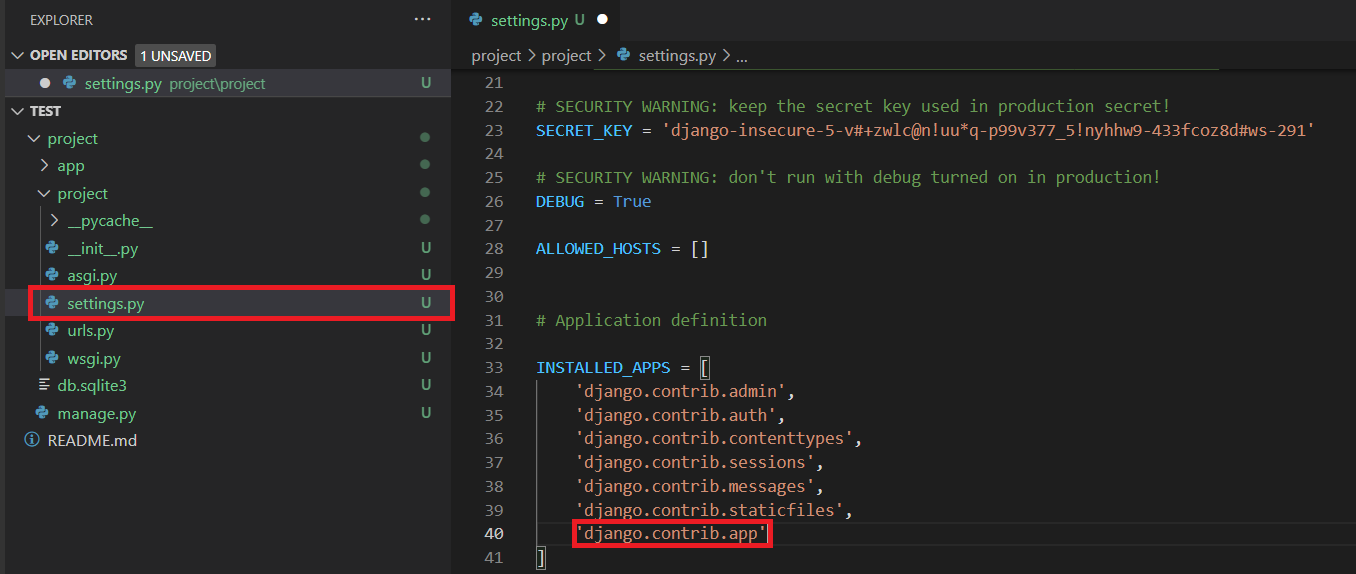 EXPLORER ...
OPEN EDITORS 1 UNSAVED
settings.py project\project U
TEST
project
app
project
__pycache__
__init__.py U
asgi.py U
settings.py U
urls.py U
wsgi.py U
db.sqlite3 U
manage.py U
README.md
settings.py U
project > project > settings.py > ...
21
22 # SECURITY WARNING: keep the secret key used in production secret!
23 SECRET_KEY = 'django-insecure-5-v#+zwlc@n!uu*q-p99v377_5!nyhhw9-433fcoz8d#ws-291'
24
25 # SECURITY WARNING: don't run with debug turned on in production!
26 DEBUG = True
27
28 ALLOWED_HOSTS = []
29
30
31 # Application definition
32
33 INSTALLED_APPS = [
34 'django.contrib.admin',
35 'django.contrib.auth',
36 'django.contrib.contenttypes',
37 'django.contrib.sessions',
38 'django.contrib.messages',
39 'django.contrib.staticfiles',
40 'django.contrib.app'
41 ]